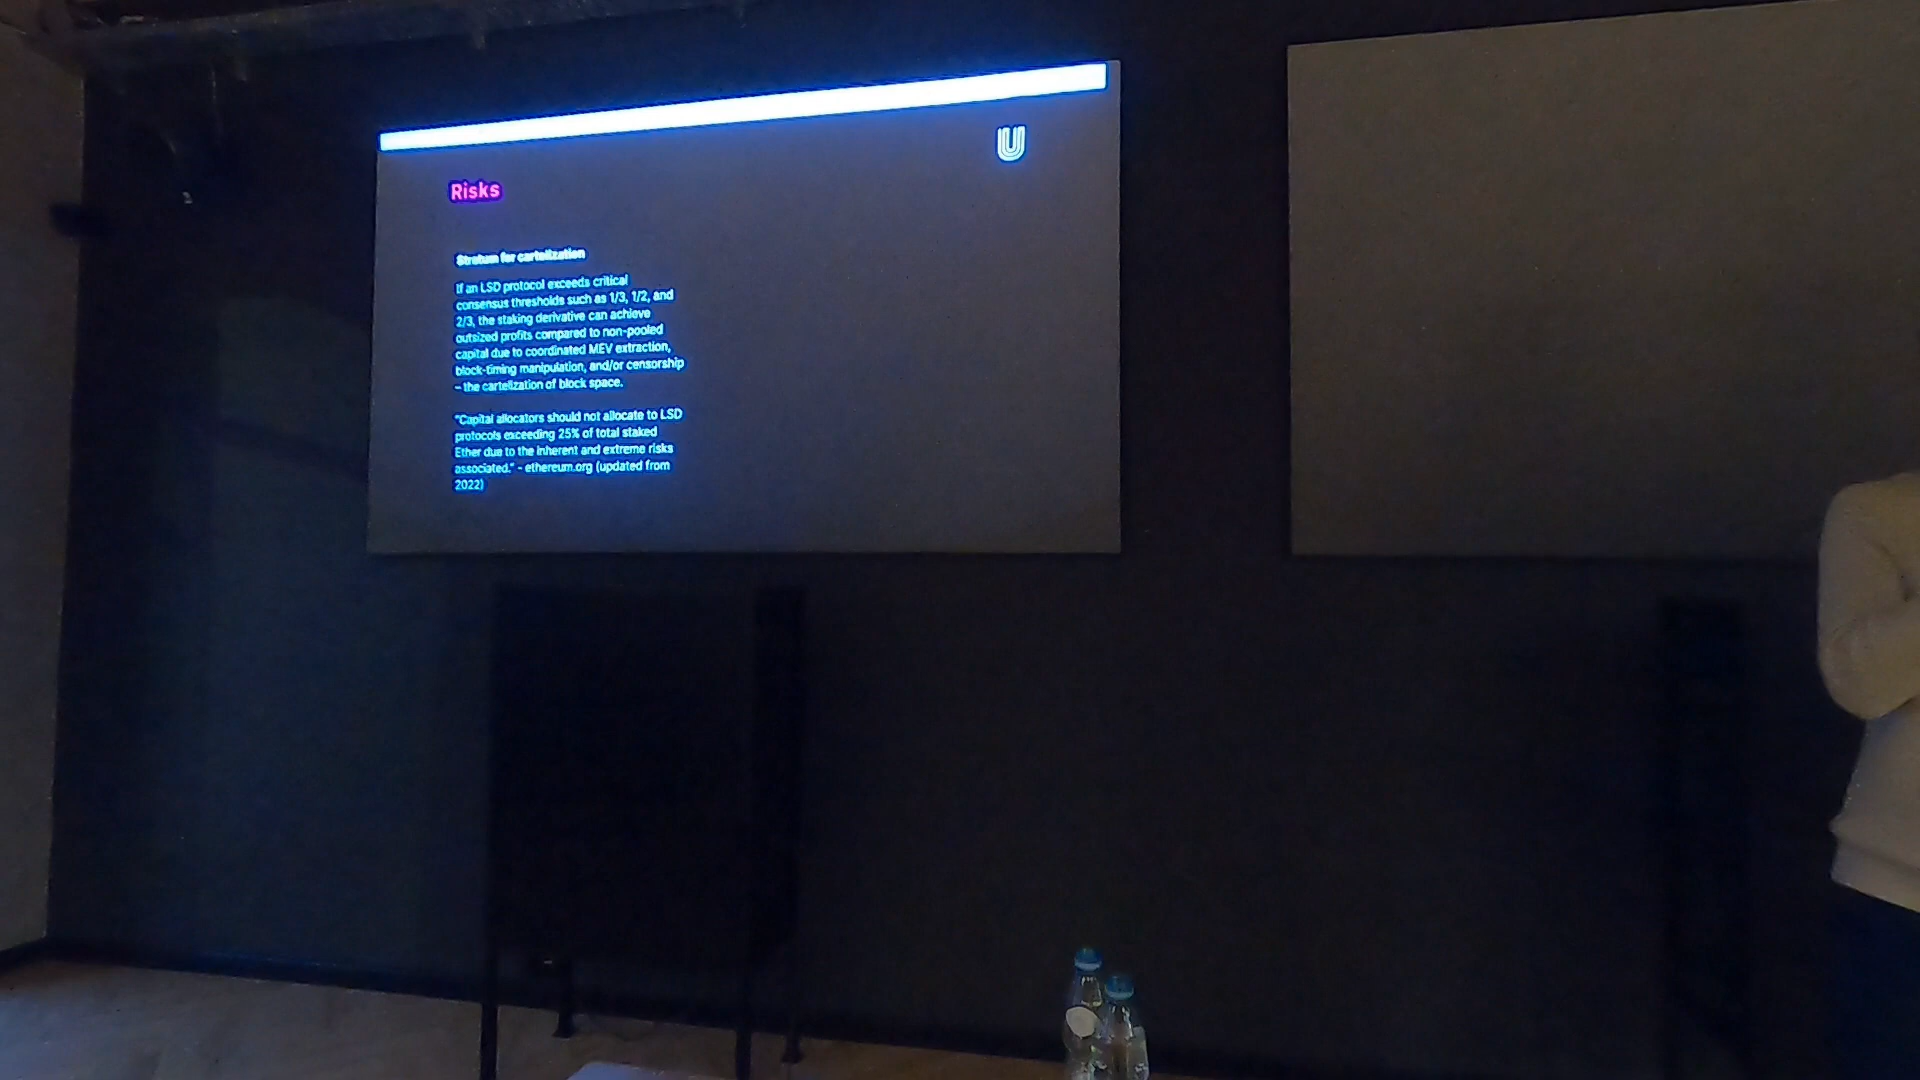 U
Risks
Stratum for cartelization
If an LSD protocol exceeds critical
consensus thresholds such as 1/3, 1/2, and
2/3, the staking derivative can achieve
outsized profits compared to non-pooled
capital due to coordinated MEV extraction,
block-timing manipulation, and/or censorship
– the cartelization of block space.
"Capital allocators should not allocate to LSD
protocols exceeding 25% of total staked
Ether due to the inherent and extreme risks
associated." - ethereum.org (updated from
2022)